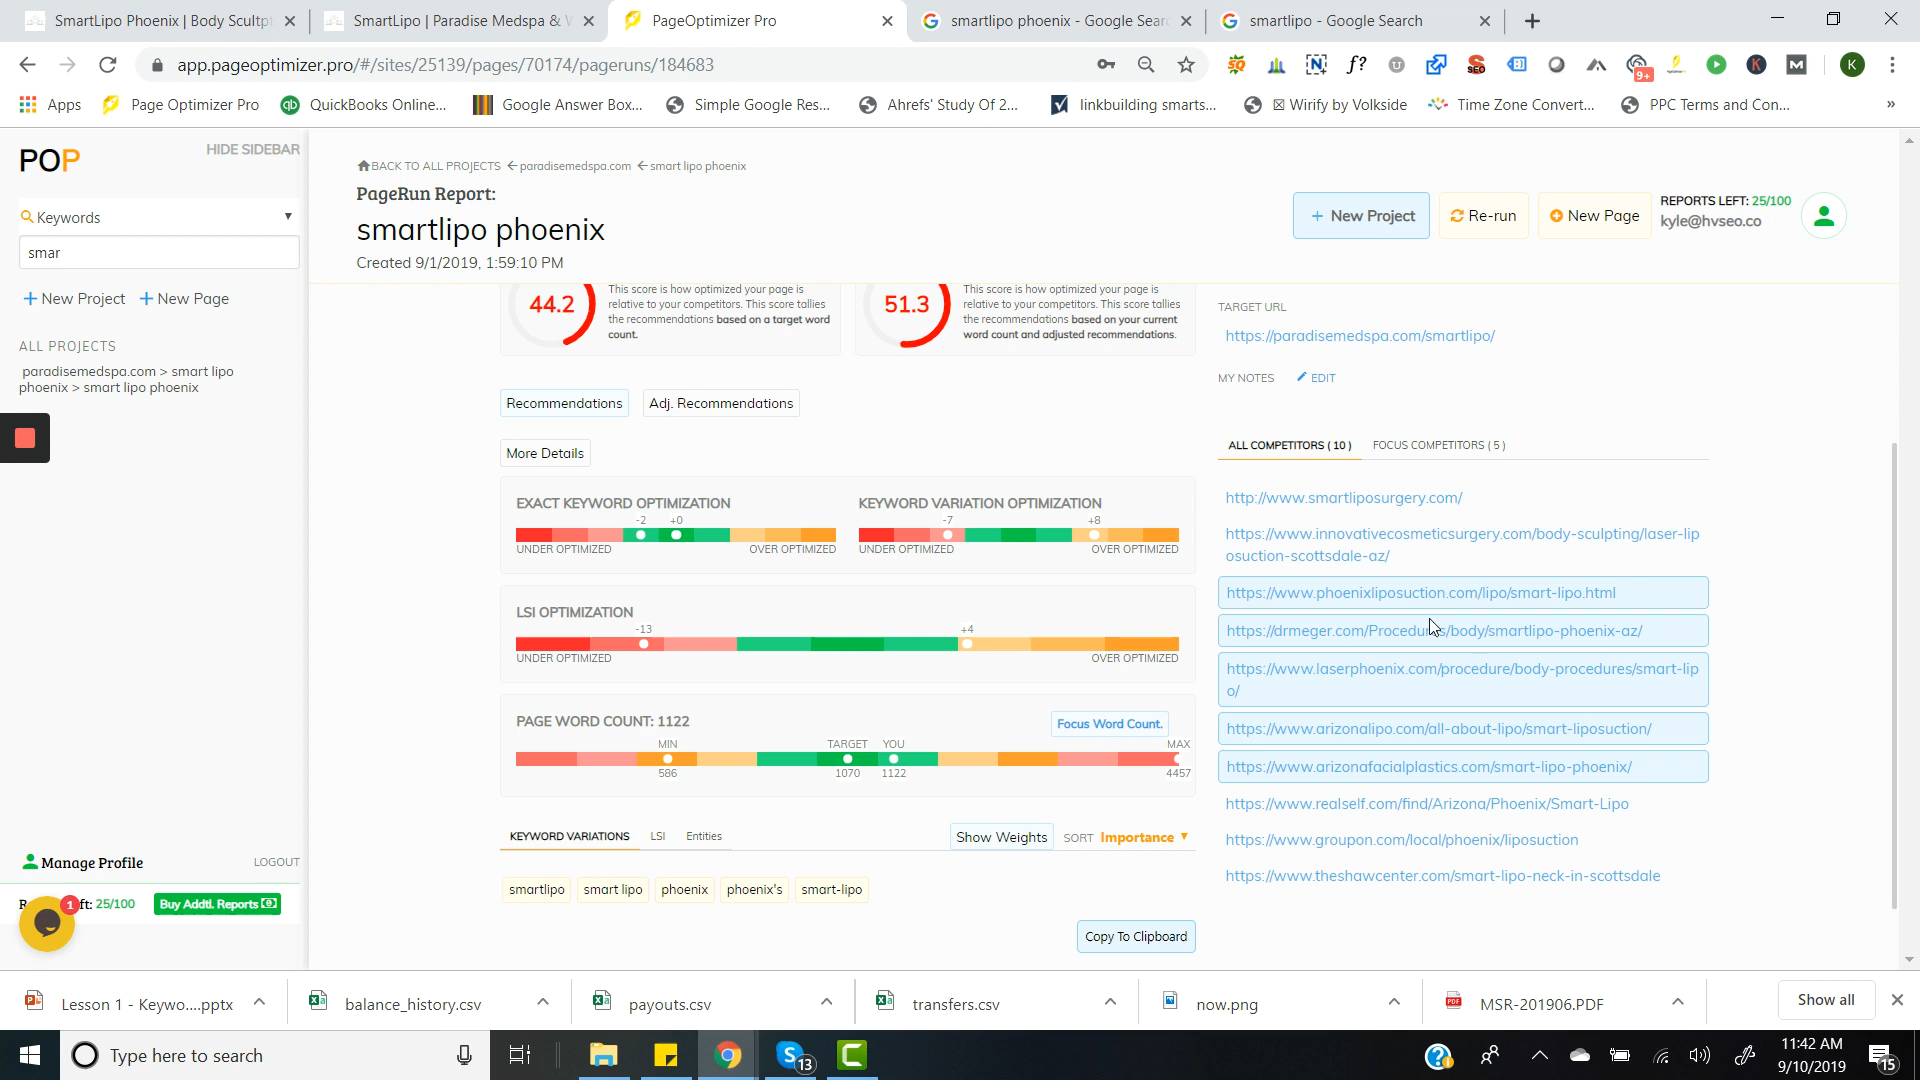 SmartLipo Phoenix | Body Scultpt
SmartLipo | Paradise Medspa & W
PageOptimizer Pro
smartlipo phoenix - Google Searc
smartlipo - Google Search
app.pageoptimizer.pro/#/sites/25139/pages/70174/pageruns/184683
9+
K
Apps
Page Optimizer Pro
QuickBooks Online...
Google Answer Box...
Simple Google Res...
Ahrefs' Study Of 2...
linkbuilding smarts...
Wirify by Volkside
Time Zone Convert...
PPC Terms and Con...
»
POP
HIDE SIDEBAR
Keywords
smar
+ New Project
+ New Page
ALL PROJECTS
paradisemedspa.com > smart lipo
phoenix > smart lipo phoenix
BACK TO ALL PROJECTS
paradisemedspa.com
smart lipo phoenix
PageRun Report:
smartlipo phoenix
Created 9/1/2019, 1:59:10 PM
+ New Project
Re-run
New Page
REPORTS LEFT: 25/100
kyle@hvseo.co
44.2
This score is how optimized your page is
relative to your competitors. This score tallies
the recommendations based on a target word
count.
51.3
This score is how optimized your page is
relative to your competitors. This score tallies
the recommendations based on your current
word count and adjusted recommendations.
TARGET URL
https://paradisemedspa.com/smartlipo/
MY NOTES
EDIT
Recommendations
Adj. Recommendations
More Details
EXACT KEYWORD OPTIMIZATION
-2
+0
UNDER OPTIMIZED
OVER OPTIMIZED
KEYWORD VARIATION OPTIMIZATION
-7
+8
UNDER OPTIMIZED
OVER OPTIMIZED
LSI OPTIMIZATION
-13
+4
UNDER OPTIMIZED
OVER OPTIMIZED
PAGE WORD COUNT: 1122
Focus Word Count.
MIN
TARGET
YOU
MAX
586
1070
1122
4457
KEYWORD VARIATIONS
LSI
Entities
Show Weights
SORT Importance
smartlipo
smart lipo
phoenix
phoenix's
smart-lipo
Copy To Clipboard
ALL COMPETITORS ( 10 )
FOCUS COMPETITORS ( 5 )
http://www.smartliposurgery.com/
https://www.innovativecosmeticsurgery.com/body-sculpting/laser-lip
osuction-scottsdale-az/
https://www.phoenixliposuction.com/lipo/smart-lipo.html
https://drmeger.com/Procedures/body/smartlipo-phoenix-az/
https://www.laserphoenix.com/procedure/body-procedures/smart-lip
o/
https://www.arizonalipo.com/all-about-lipo/smart-liposuction/
https://www.arizonafacialplastics.com/smart-lipo-phoenix/
https://www.realself.com/find/Arizona/Phoenix/Smart-Lipo
https://www.groupon.com/local/phoenix/liposuction
https://www.theshawcenter.com/smart-lipo-neck-in-scottsdale
Manage Profile
LOGOUT
ft: 25/100
Buy Addtl. Reports
1
Lesson 1 - Keywo....pptx
balance_history.csv
payouts.csv
transfers.csv
now.png
MSR-201906.PDF
Show all
Type here to search
13
11:42 AM
9/10/2019
15